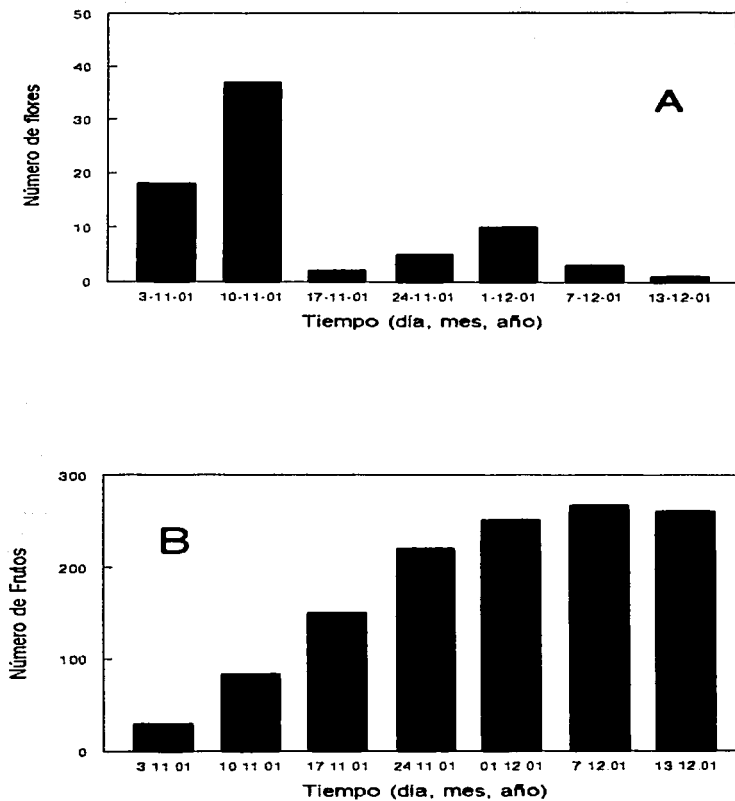 50
40
30
20
10
0
Número de flores
A
3-11-01 10-11-01 17-11-01 24-11-01 1-12-01 7-12-01 13-12-01
Tiempo (día, mes, año)
300
200
100
0
Número de Frutos
B
3 11 01 10 11 01 17 11 01 24 11 01 01 12 01 7 12.01 13 12.01
Tiempo (día, mes, año)